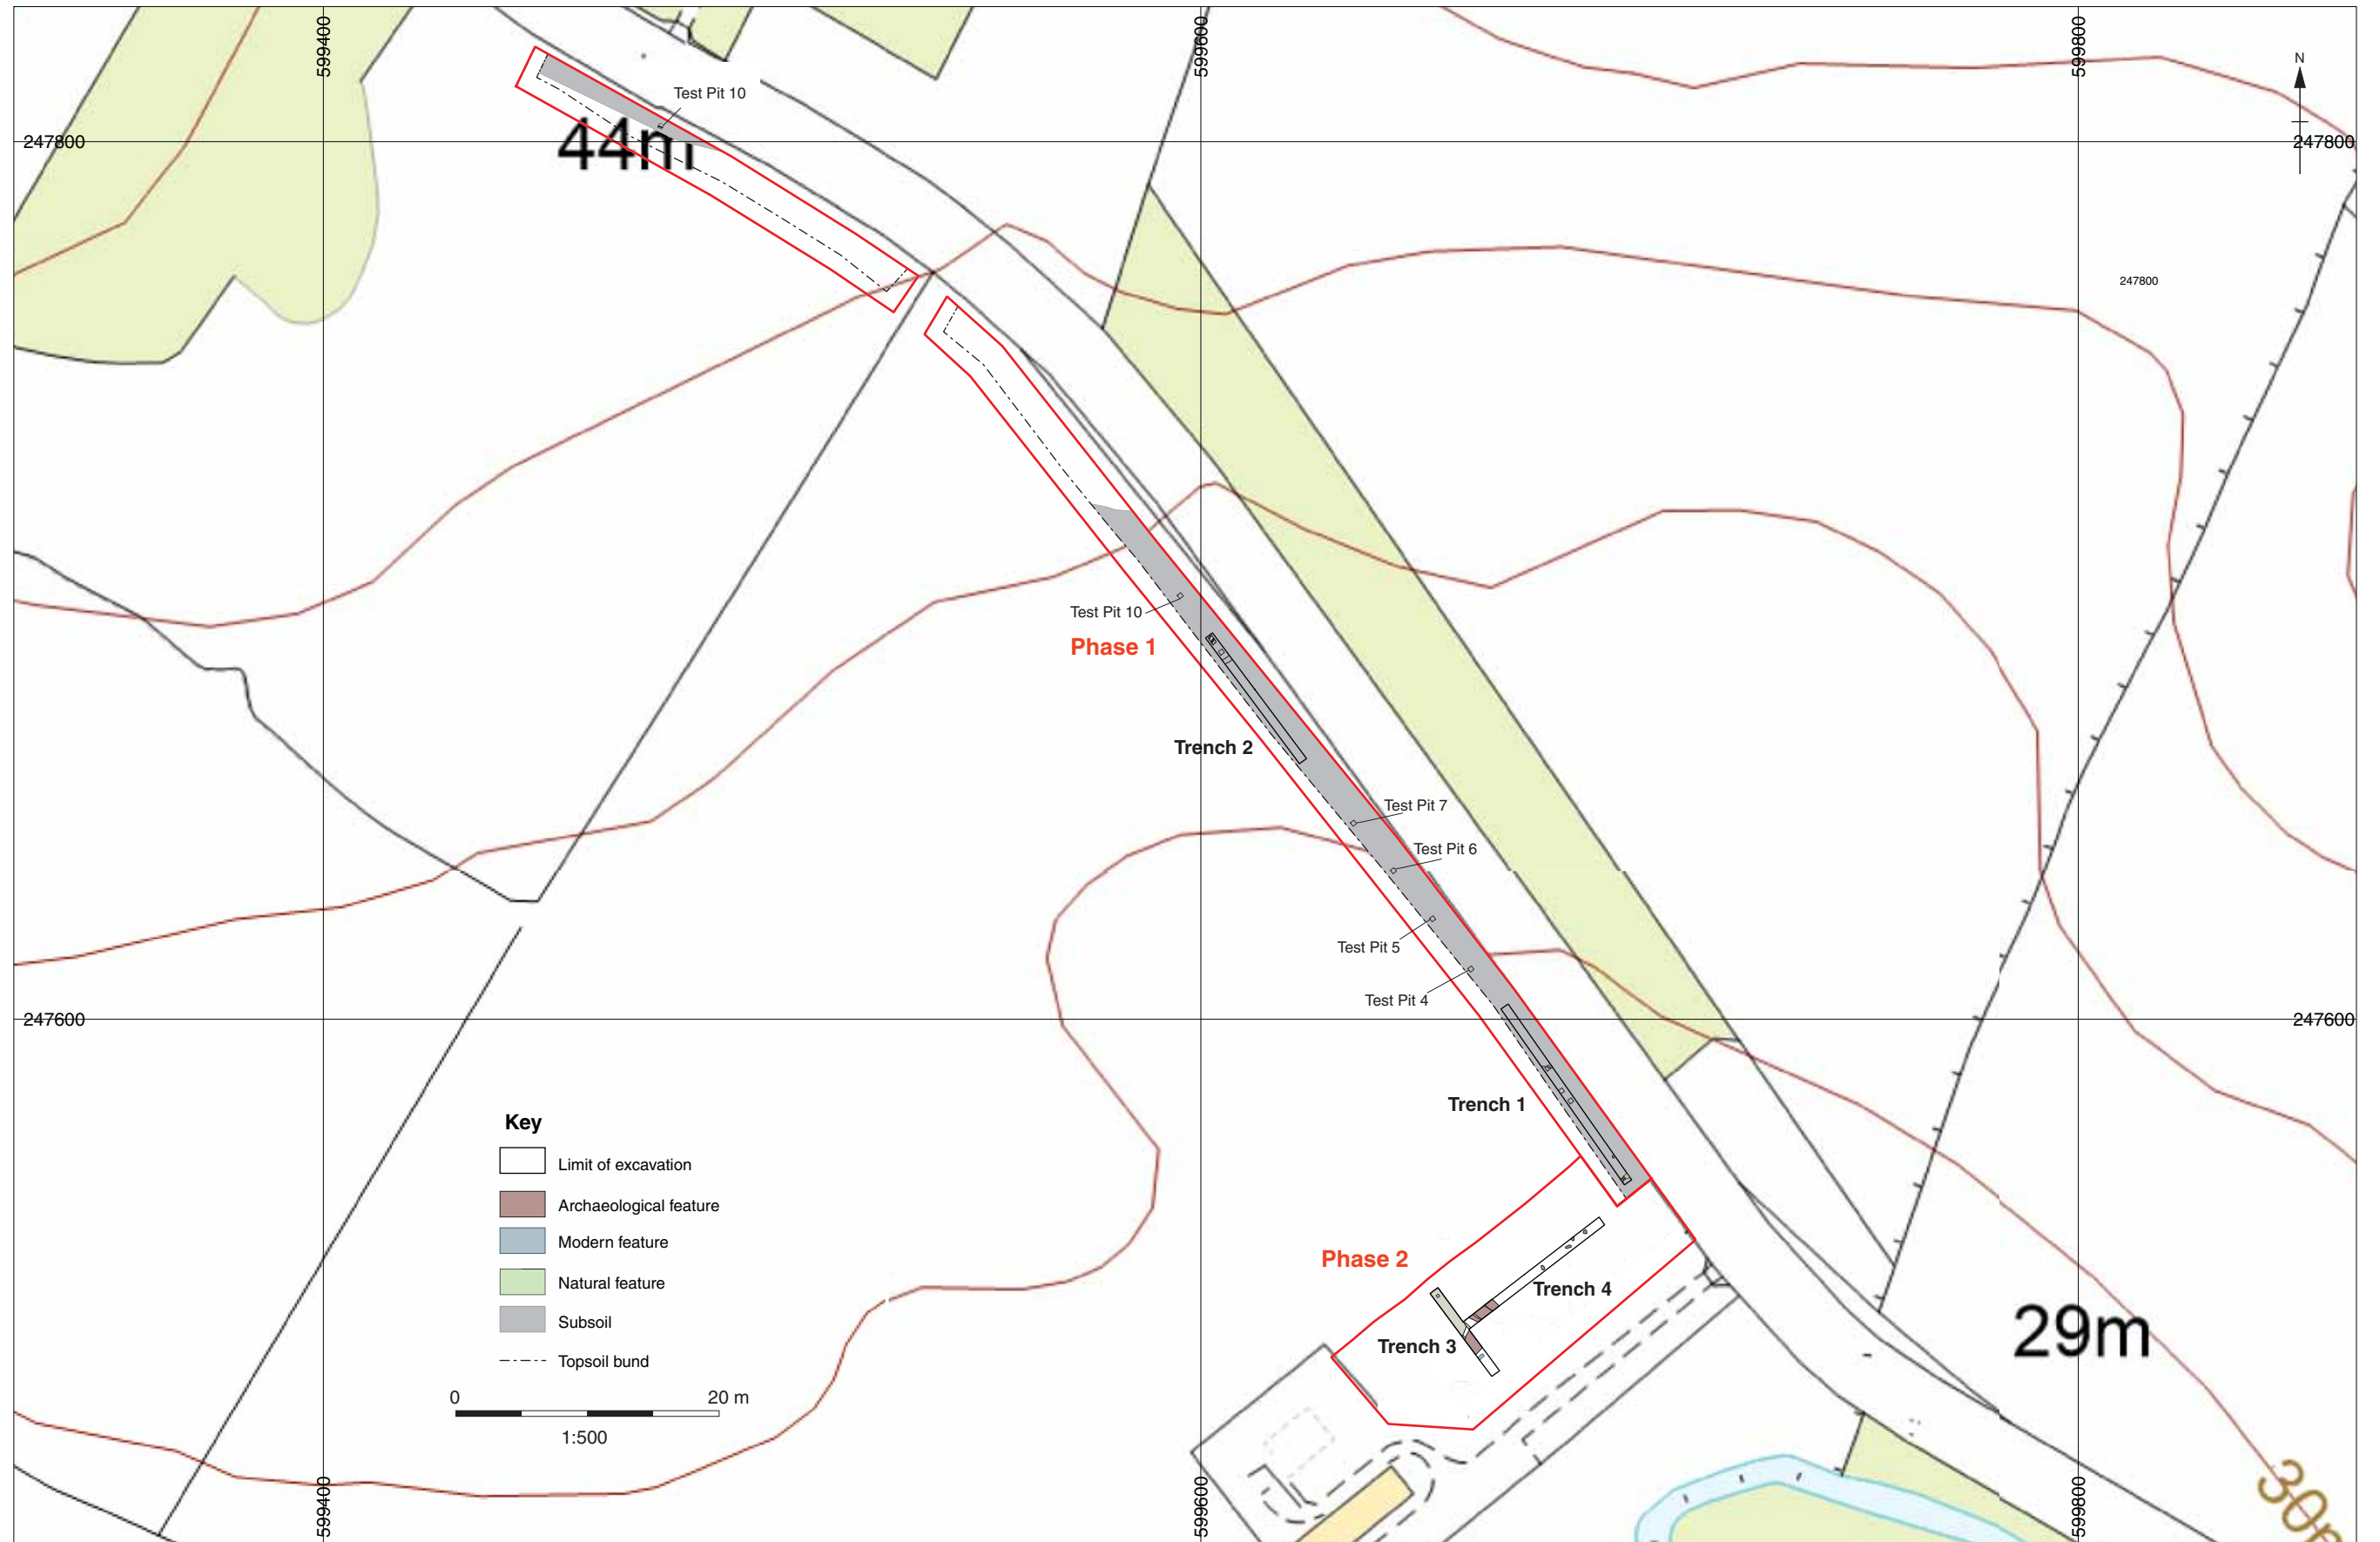 599400
599600
599800
N
Test Pit 10
247800
44m
247800
247800
Test Pit 10
Phase 1
Trench 2
Test Pit 7
Test Pit 6
Test Pit 5
Test Pit 4
247600
247600
Trench 1
Key
Limit of excavation
Archaeological feature
Modern feature
Natural feature
Subsoil
Topsoil bund
0 20 m
1:500
Phase 2
Trench 4
Trench 3
29m
599400
599600
599800
30m